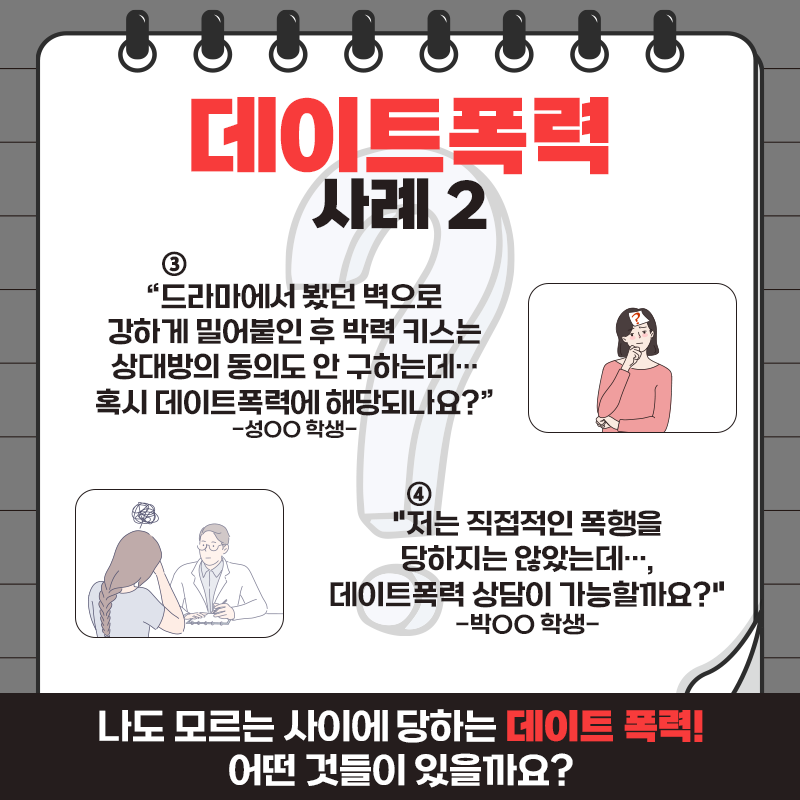 데이트폭력
사례 2
③
“드라마에서 봤던 벽으로
강하게 밀어붙인 후 박력 키스는
상대방의 동의도 안 구하는데…
혹시 데이트폭력에 해당되나요?”
-성○○ 학생-
?
④
"저는 직접적인 폭행을
당하지는 않았는데…,
데이트폭력 상담이 가능할까요?"
-박○○ 학생-
나도 모르는 사이에 당하는 데이트 폭력!
어떤 것들이 있을까요?